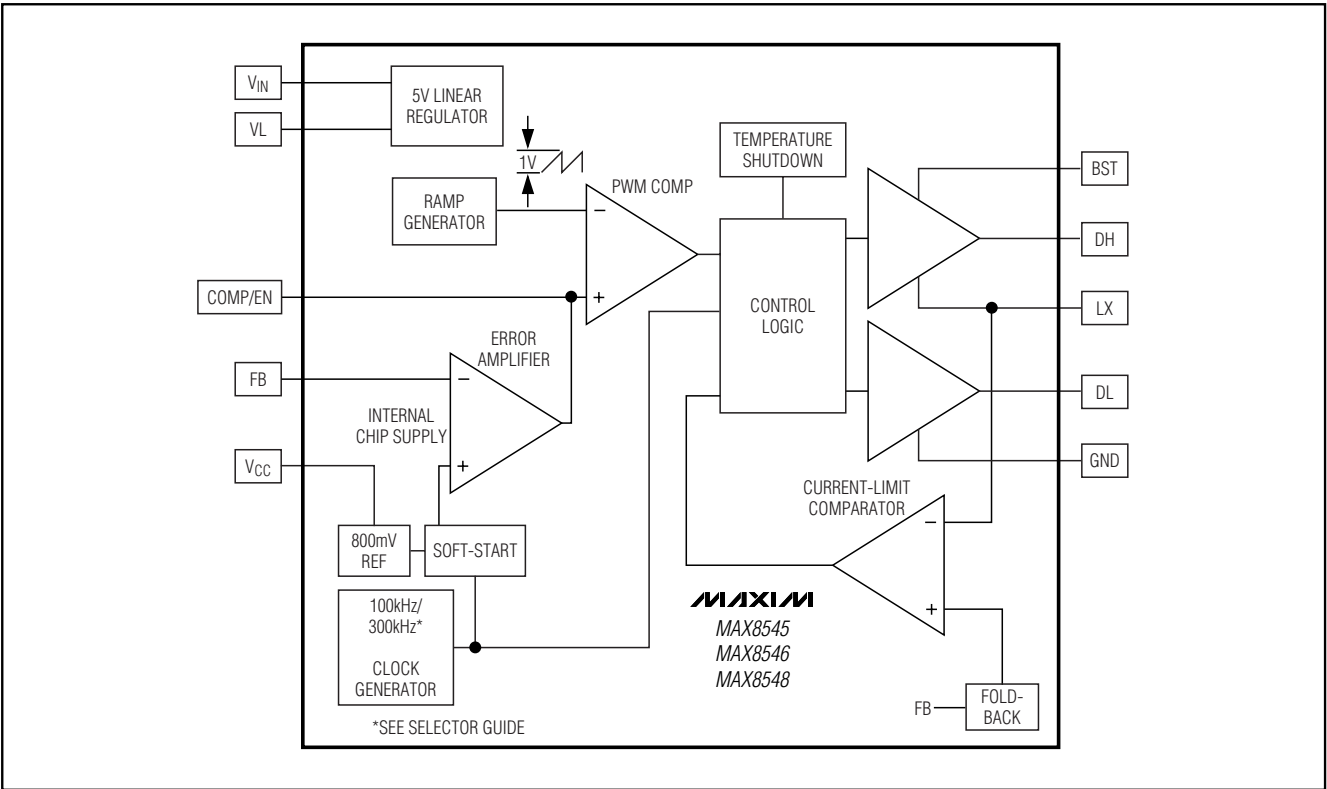 VIN
VL
5V LINEAR
REGULATOR
1V
RAMP
GENERATOR
PWM COMP
−
+
TEMPERATURE
SHUTDOWN
CONTROL
LOGIC
BST
DH
LX
DL
GND
COMP/EN
FB
VCC
ERROR
AMPLIFIER
−
+
INTERNAL
CHIP SUPPLY
800mV
REF
SOFT-START
100kHz/
300kHz*
CLOCK
GENERATOR
*SEE SELECTOR GUIDE
CURRENT-LIMIT
COMPARATOR
−
+
MAXIM
MAX8545
MAX8546
MAX8548
FB
FOLD-
BACK